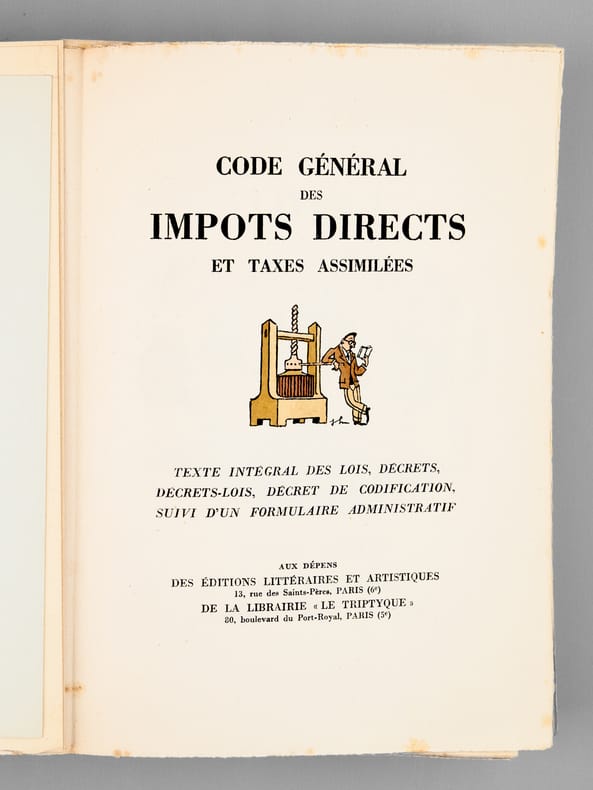 CODE GÉNÉRAL
DES
IMPOTS DIRECTS
ET TAXES ASSIMILÉES
TEXTE INTÉGRAL DES LOIS, DÉCRETS,
DÉCRETS-LOIS, DÉCRET DE CODIFICATION,
SUIVI D'UN FORMULAIRE ADMINISTRATIF
AUX DÉPENS
DES ÉDITIONS LITTÉRAIRES ET ARTISTIQUES
13, rue des Saints-Pères, PARIS (6e)
DE LA LIBRAIRIE « LE TRIPTYQUE »
80, boulevard du Port-Royal, PARIS (5e)